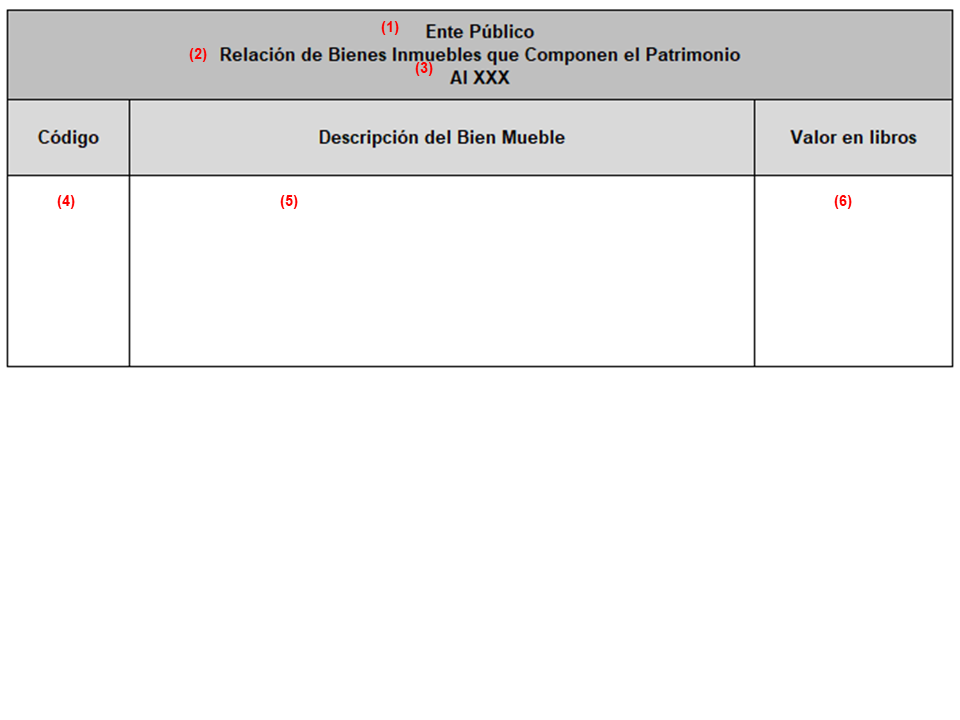 (1) Ente Público
(2) Relación de Bienes Inmuebles que Componen el Patrimonio
(3) Al XXX
Código Descripción del Bien Mueble Valor en libros
(4) (5) (6)